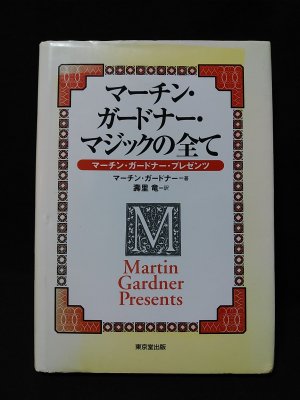 マーチン・
ガードナー・
マジックの全て
マーチン・ガードナー・プレゼンツ
マーチン・ガードナー=著
壽里 竜=訳
M
Martin
Gardner
Presents
東京堂出版